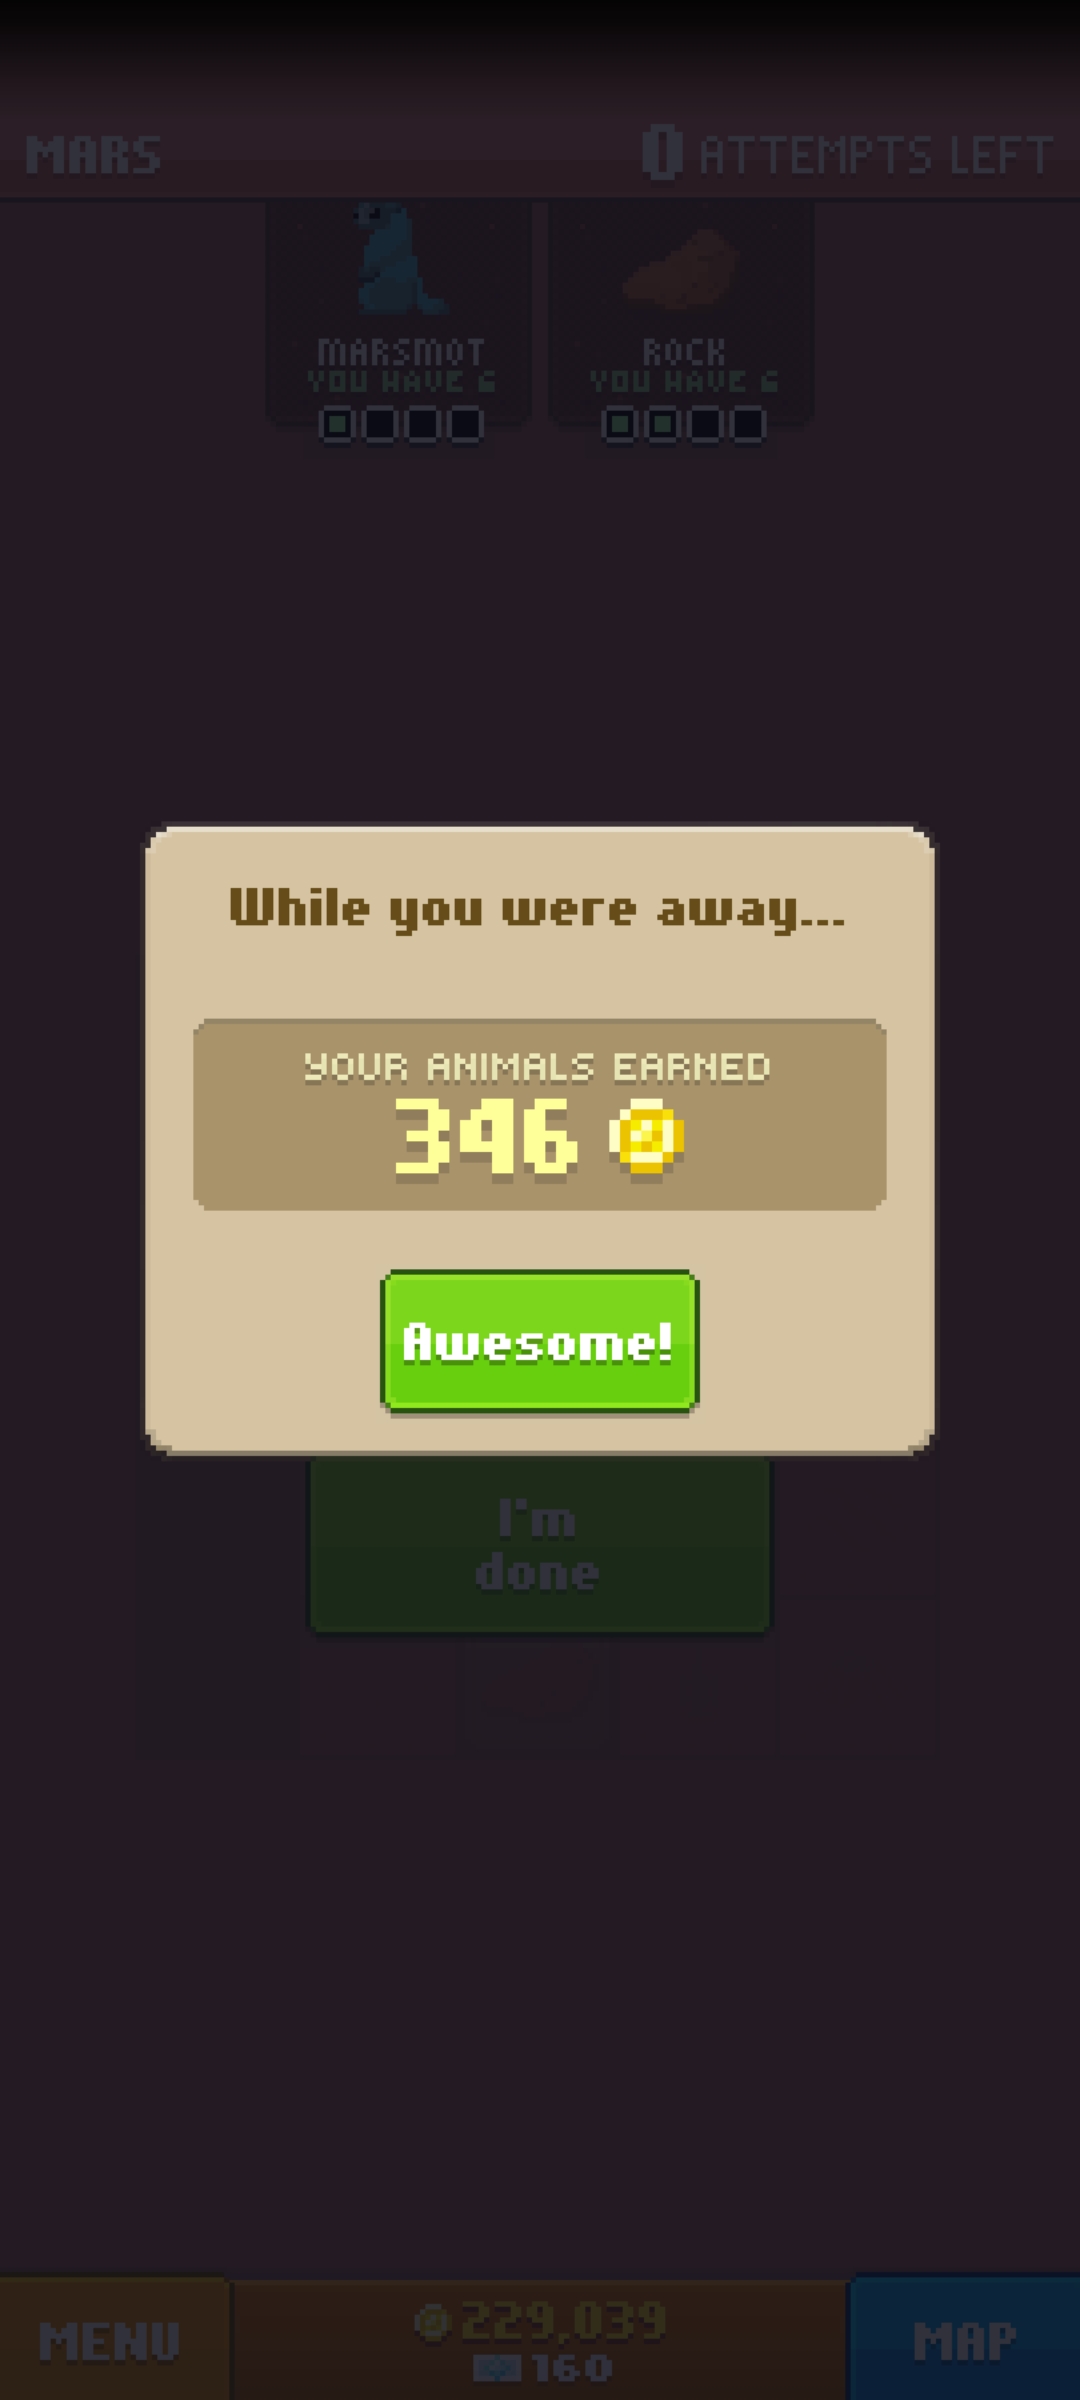 MARS
0 ATTEMPTS LEFT
MARSMOT
YOU HAVE 6
ROCK
YOU HAVE 6
While you were away...
YOUR ANIMALS EARNED
346
Awesome!
I'm
done
MENU
229,039
160
MAP